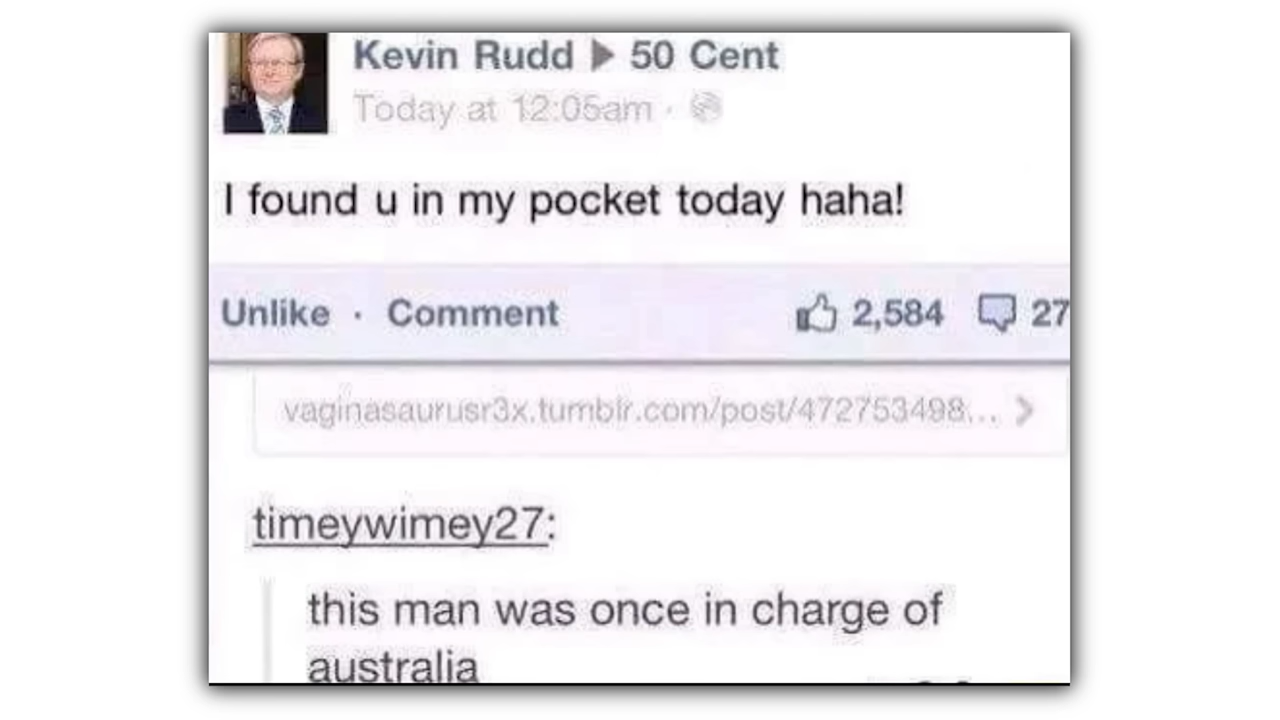 Kevin Rudd ▶ 50 Cent
Today at 12:05am ·
I found u in my pocket today haha!
Unlike · Comment 2,584 27
vaginasaurusr3x.tumblr.com/post/472753498... >
timeywimey27:
this man was once in charge of
australia